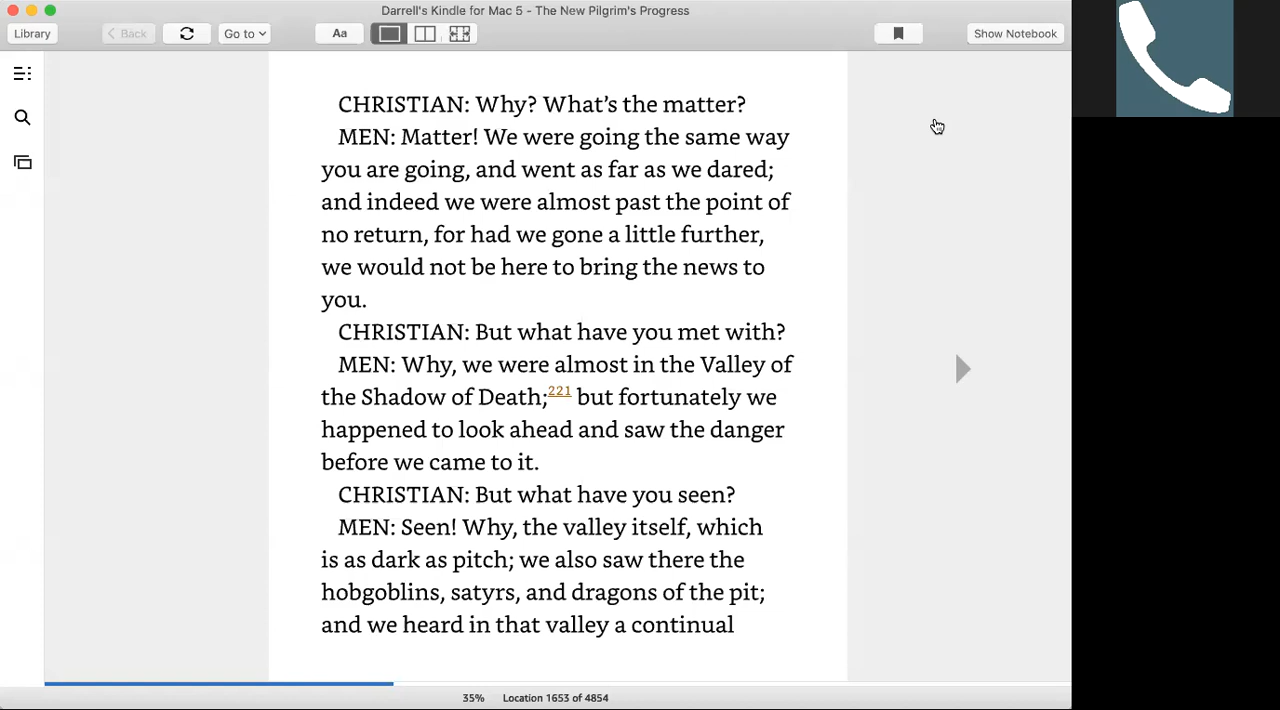 Darrell's Kindle for Mac 5 - The New Pilgrim's Progress
Library
Back
Go to
Aa
Show Notebook
CHRISTIAN: Why? What’s the matter?
MEN: Matter! We were going the same way
you are going, and went as far as we dared;
and indeed we were almost past the point of
no return, for had we gone a little further,
we would not be here to bring the news to
you.
CHRISTIAN: But what have you met with?
MEN: Why, we were almost in the Valley of
the Shadow of Death;221 but fortunately we
happened to look ahead and saw the danger
before we came to it.
CHRISTIAN: But what have you seen?
MEN: Seen! Why, the valley itself, which
is as dark as pitch; we also saw there the
hobgoblins, satyrs, and dragons of the pit;
and we heard in that valley a continual
35% Location 1653 of 4854